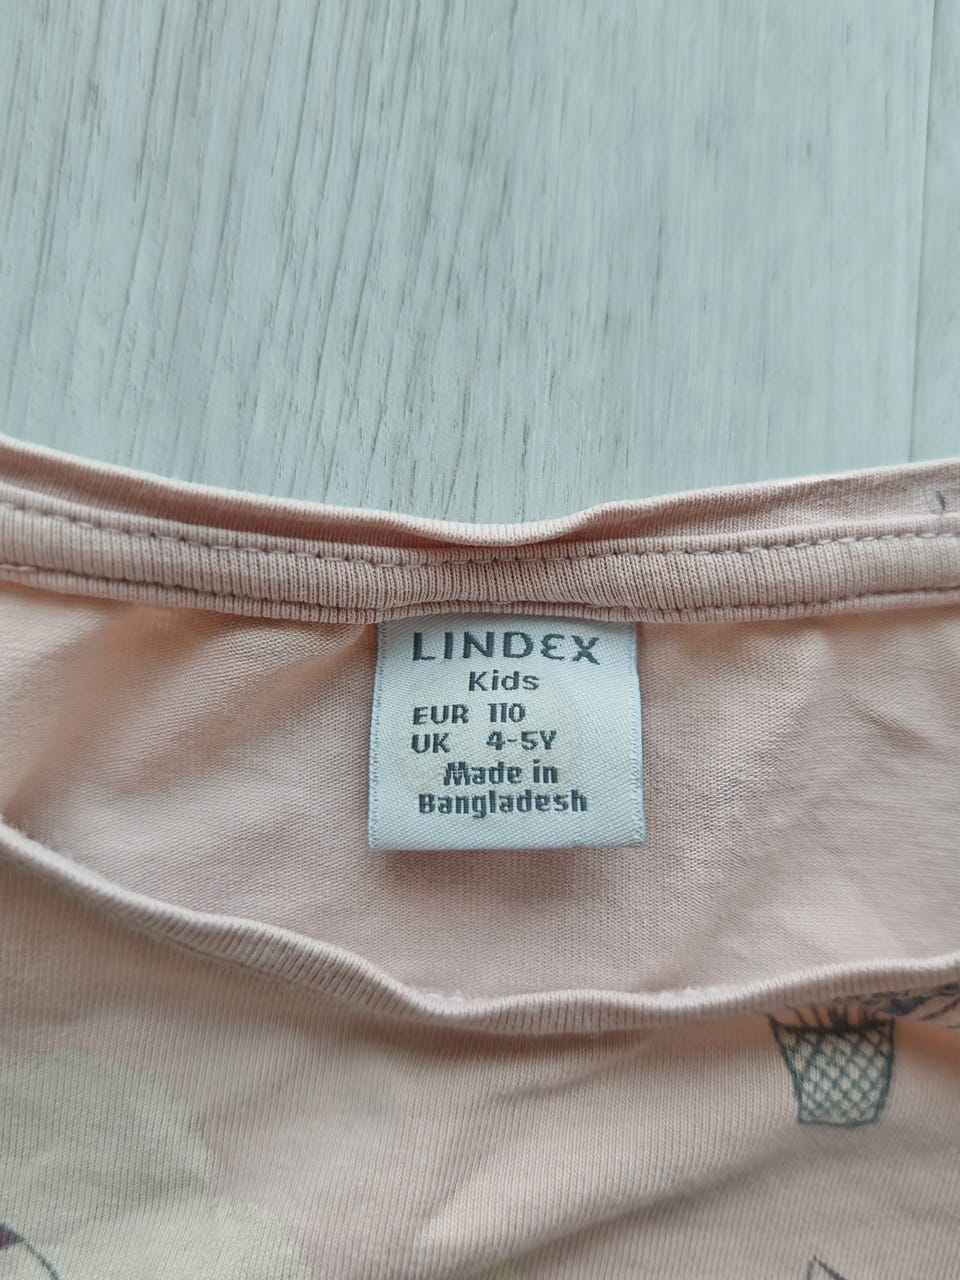 LINDEX
Kids
EUR 110
UK 4-5Y
Made in
Bangladesh